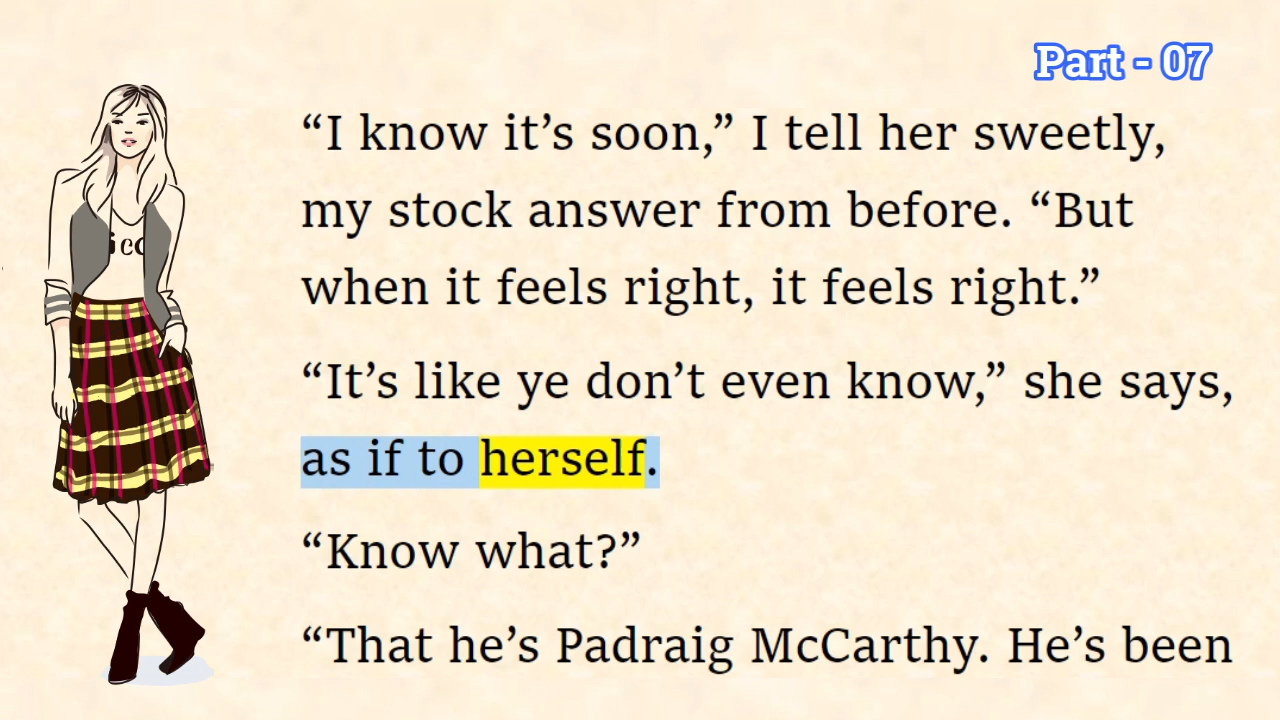 Part - 07
“I know it’s soon,” I tell her sweetly,
my stock answer from before. “But
when it feels right, it feels right.”
“It’s like ye don’t even know,” she says,
as if to herself.
“Know what?”
“That he’s Padraig McCarthy. He’s been